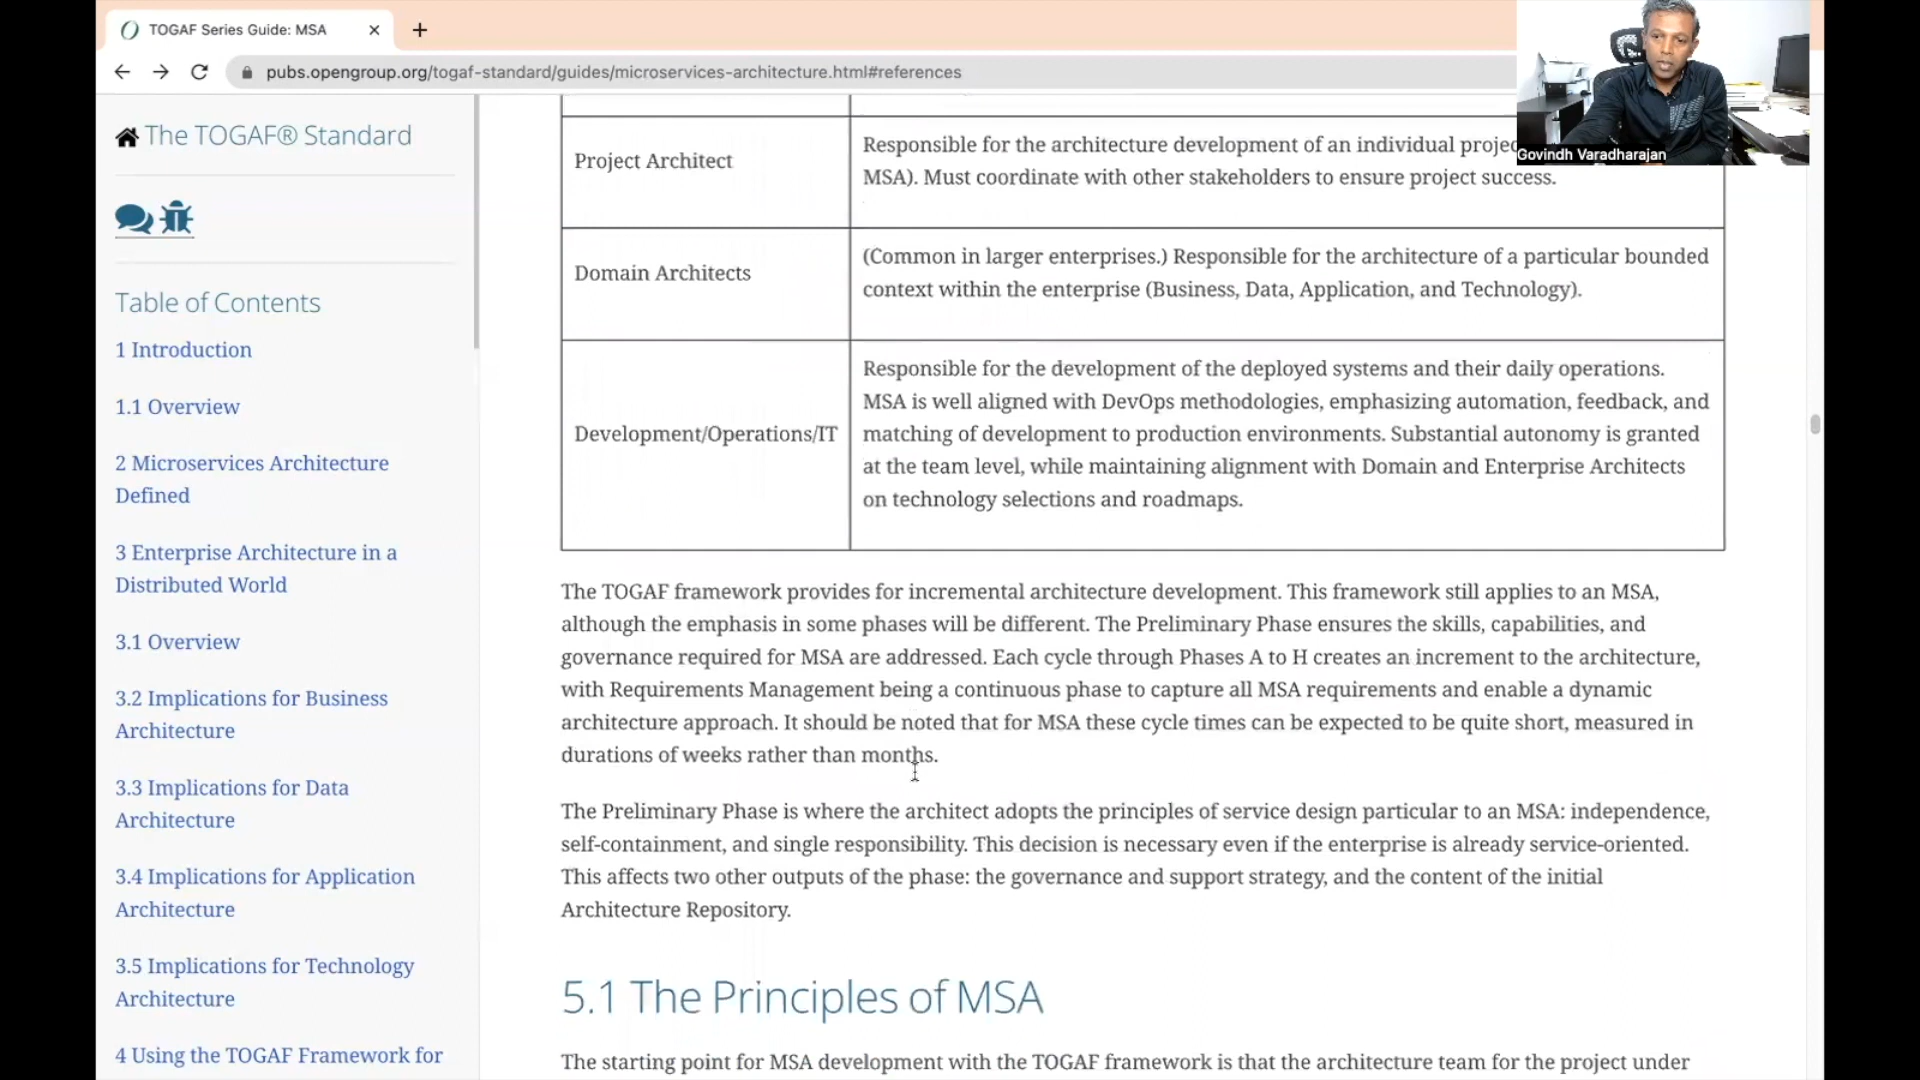 TOGAF Series Guide: MSA
pubs.opengroup.org/togaf-standard/guides/microservices-architecture.html#references
Govindh Varadharajan
The TOGAF® Standard
Table of Contents
1 Introduction
1.1 Overview
2 Microservices Architecture
Defined
3 Enterprise Architecture in a
Distributed World
3.1 Overview
3.2 Implications for Business
Architecture
3.3 Implications for Data
Architecture
3.4 Implications for Application
Architecture
3.5 Implications for Technology
Architecture
4 Using the TOGAF Framework for
Project Architect
Responsible for the architecture development of an individual
MSA). Must coordinate with other stakeholders to ensure project success.
Domain Architects
(Common in larger enterprises.) Responsible for the architecture of a particular bounded
context within the enterprise (Business, Data, Application, and Technology).
Development/Operations/IT
Responsible for the development of the deployed systems and their daily operations.
MSA is well aligned with DevOps methodologies, emphasizing automation, feedback, and
matching of development to production environments. Substantial autonomy is granted
at the team level, while maintaining alignment with Domain and Enterprise Architects
on technology selections and roadmaps.
The TOGAF framework provides for incremental architecture development. This framework still applies to an MSA,
although the emphasis in some phases will be different. The Preliminary Phase ensures the skills, capabilities, and
governance required for MSA are addressed. Each cycle through Phases A to H creates an increment to the architecture,
with Requirements Management being a continuous phase to capture all MSA requirements and enable a dynamic
architecture approach. It should be noted that for MSA these cycle times can be expected to be quite short, measured in
durations of weeks rather than months.
The Preliminary Phase is where the architect adopts the principles of service design particular to an MSA: independence,
self-containment, and single responsibility. This decision is necessary even if the enterprise is already service-oriented.
This affects two other outputs of the phase: the governance and support strategy, and the content of the initial
Architecture Repository.
5.1 The Principles of MSA
The starting point for MSA development with the TOGAF framework is that the architecture team for the project under